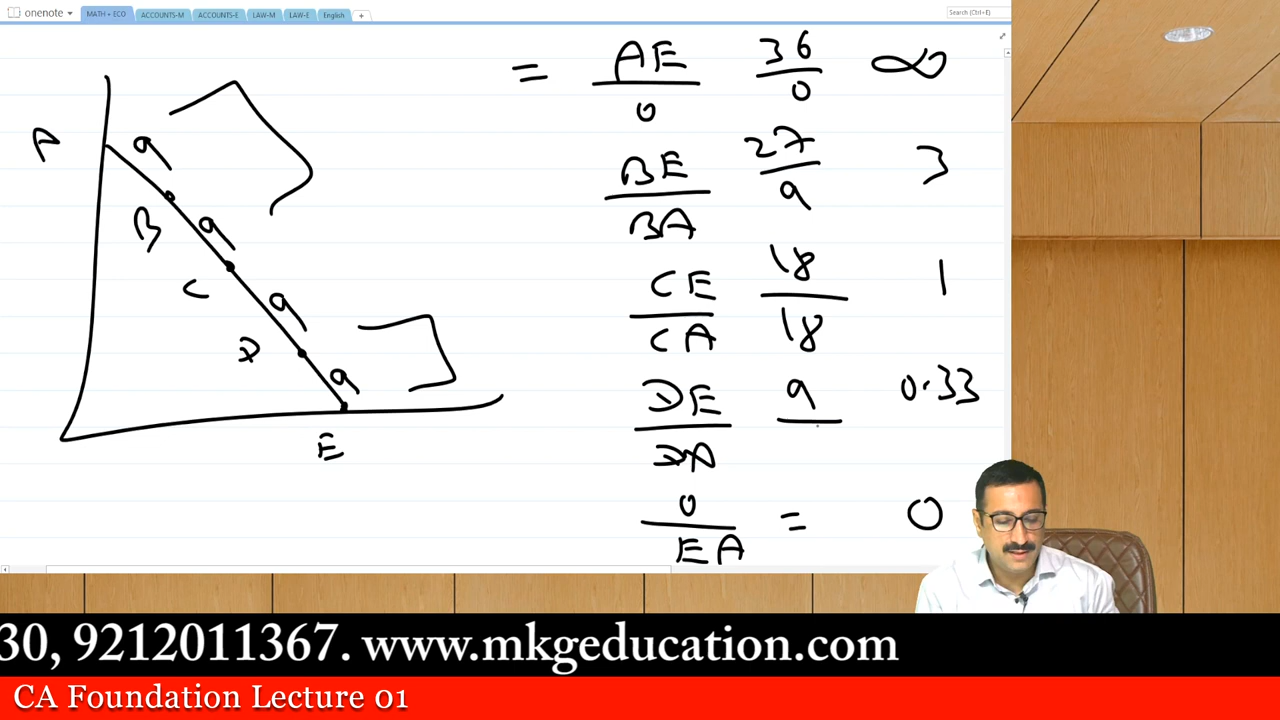 onenote
MATH + ECO
ACCOUNTS-M
ACCOUNTS-E
LAW-M
LAW-E
English
Search (Ctrl+E)
A
9
B
9
C
9
D
9
E
= AE/0 36/0 ∞
BE/BA 27/9 3
CE/CA 18/18 1
DE/DA 9 0.33
0/EA = 0
30, 9212011367. www.mkgeducation.com
CA Foundation Lecture 01